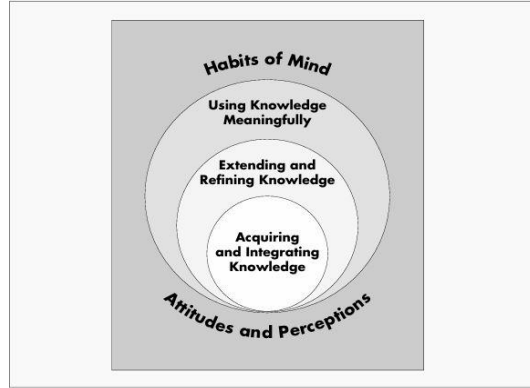 Habits of Mind
Using Knowledge
Meaningfully
Extending and
Refining Knowledge
Acquiring
and Integrating
Knowledge
Attitudes and Perceptions